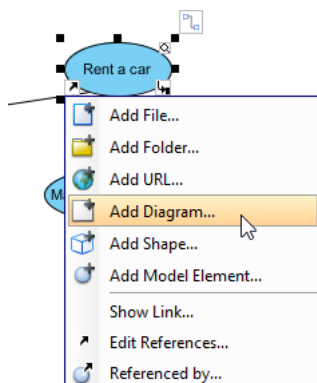 Rent a car
Add File...
Add Folder...
Add URL...
Ma
Add Diagram...
Add Shape...
Add Model Element...
Show Link...
Edit References...
Referenced by...